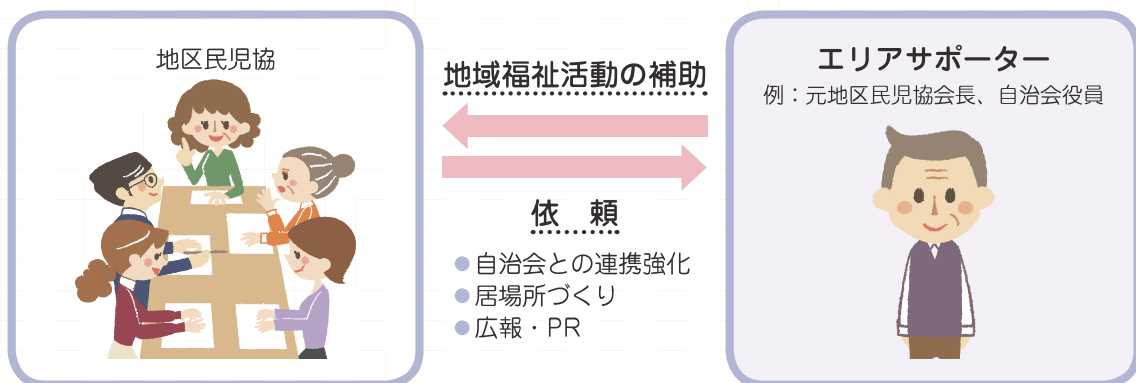 地区民児協
地域福祉活動の補助
依　頼
●自治会との連携強化
●居場所づくり
●広報・PR
エリアサポーター
例：元地区民児協会長、自治会役員